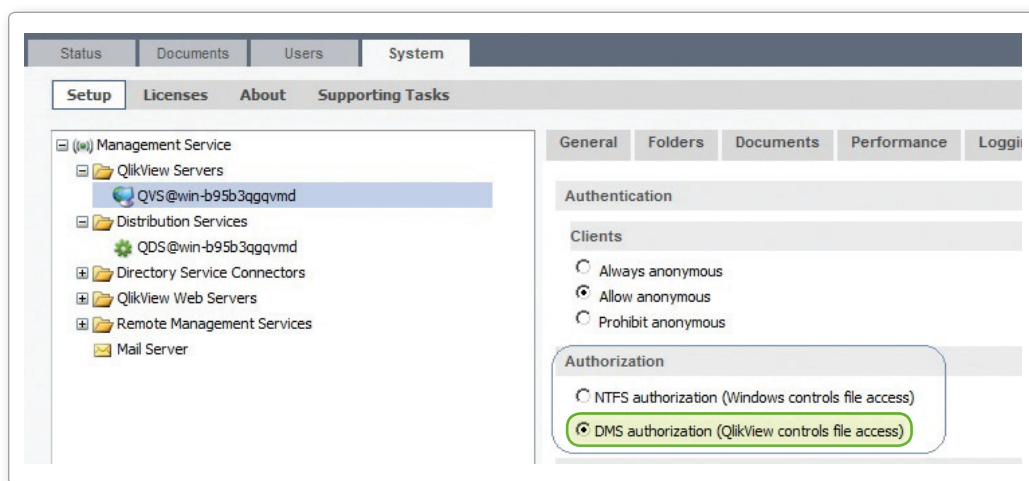 Status Documents Users System
Setup Licenses About Supporting Tasks
Management Service
QlikView Servers
QVS@win-b95b3qgqvmd
Distribution Services
QDS@win-b95b3qgqvmd
Directory Service Connectors
QlikView Web Servers
Remote Management Services
Mail Server
General Folders Documents Performance Loggi
Authentication
Clients
Always anonymous
Allow anonymous
Prohibit anonymous
Authorization
NTFS authorization (Windows controls file access)
DMS authorization (QlikView controls file access)